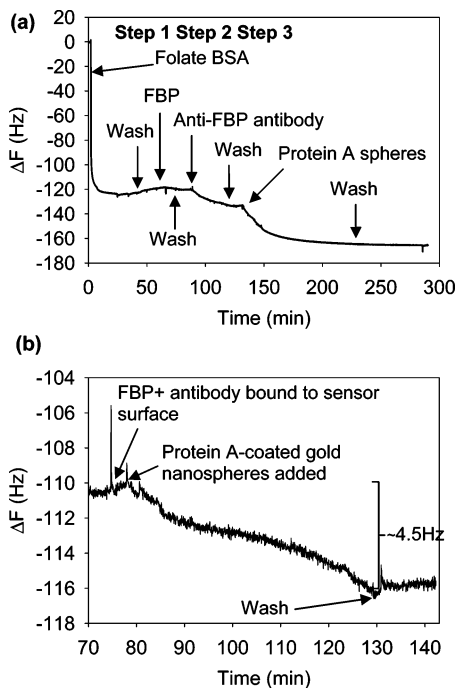 (a)
Step 1 Step 2 Step 3
Folate BSA
FBP
Wash
Anti-FBP antibody
Wash
Protein A spheres
Wash
Wash
ΔF (Hz)
20
0
-20
-40
-60
-80
-100
-120
-140
-160
-180
0 50 100 150 200 250 300
Time (min)
(b)
FBP+ antibody bound to sensor
surface
Protein A-coated gold
nanospheres added
~4.5Hz
Wash
ΔF (Hz)
-104
-106
-108
-110
-112
-114
-116
-118
70 80 90 100 110 120 130 140
Time (min)